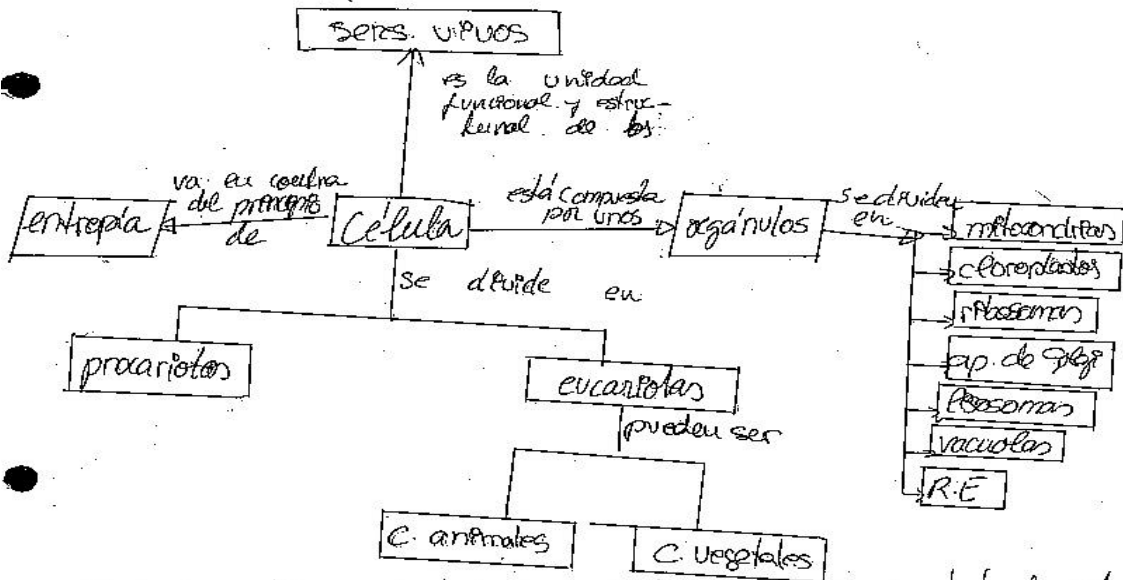 seres. vivos
es la unidad
funcional y estruc-
tural de los
va en contra
del principio
de
entropía
Célula
está compuesta
por unos
orgánulos
se dividen
en
mitocondrias
cloroplastos
ribosomas
ap. de Golgi
lisosomas
vacuolas
R.E
se divide en
procariotas
eucariotas
pueden ser
C. animales
C. vegetales